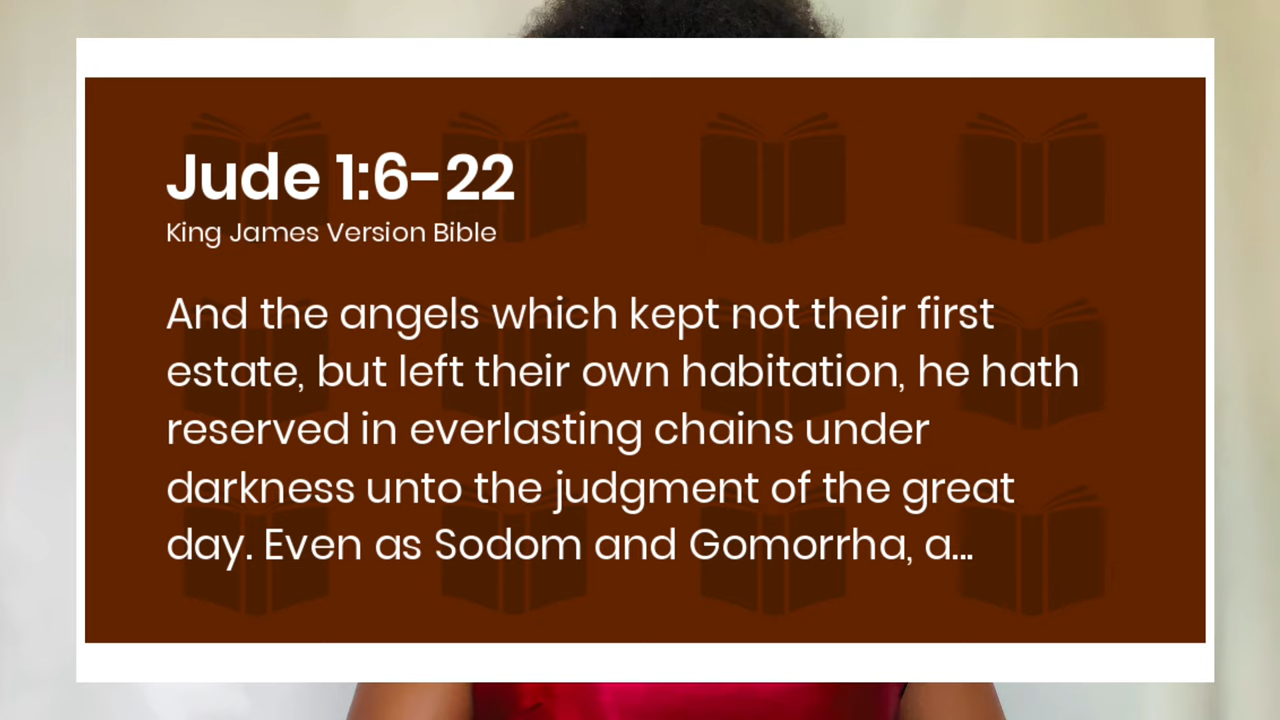 Jude 1:6-22
King James Version Bible
And the angels which kept not their first
estate, but left their own habitation, he hath
reserved in everlasting chains under
darkness unto the judgment of the great
day. Even as Sodom and Gomorrha, a...